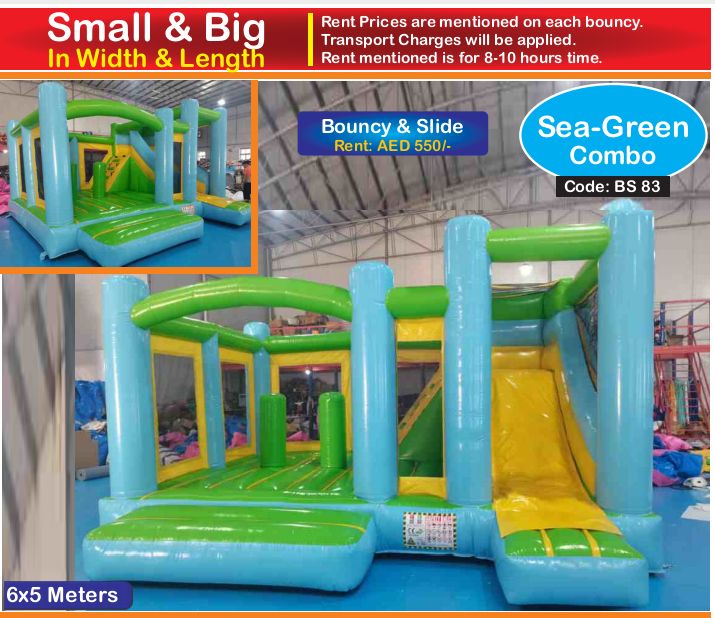 Small & Big
In Width & Length
Rent Prices are mentioned on each bouncy.
Transport Charges will be applied.
Rent mentioned is for 8-10 hours time.
Bouncy & Slide
Rent: AED 550/-
Sea-Green
Combo
Code: BS 83
6x5 Meters